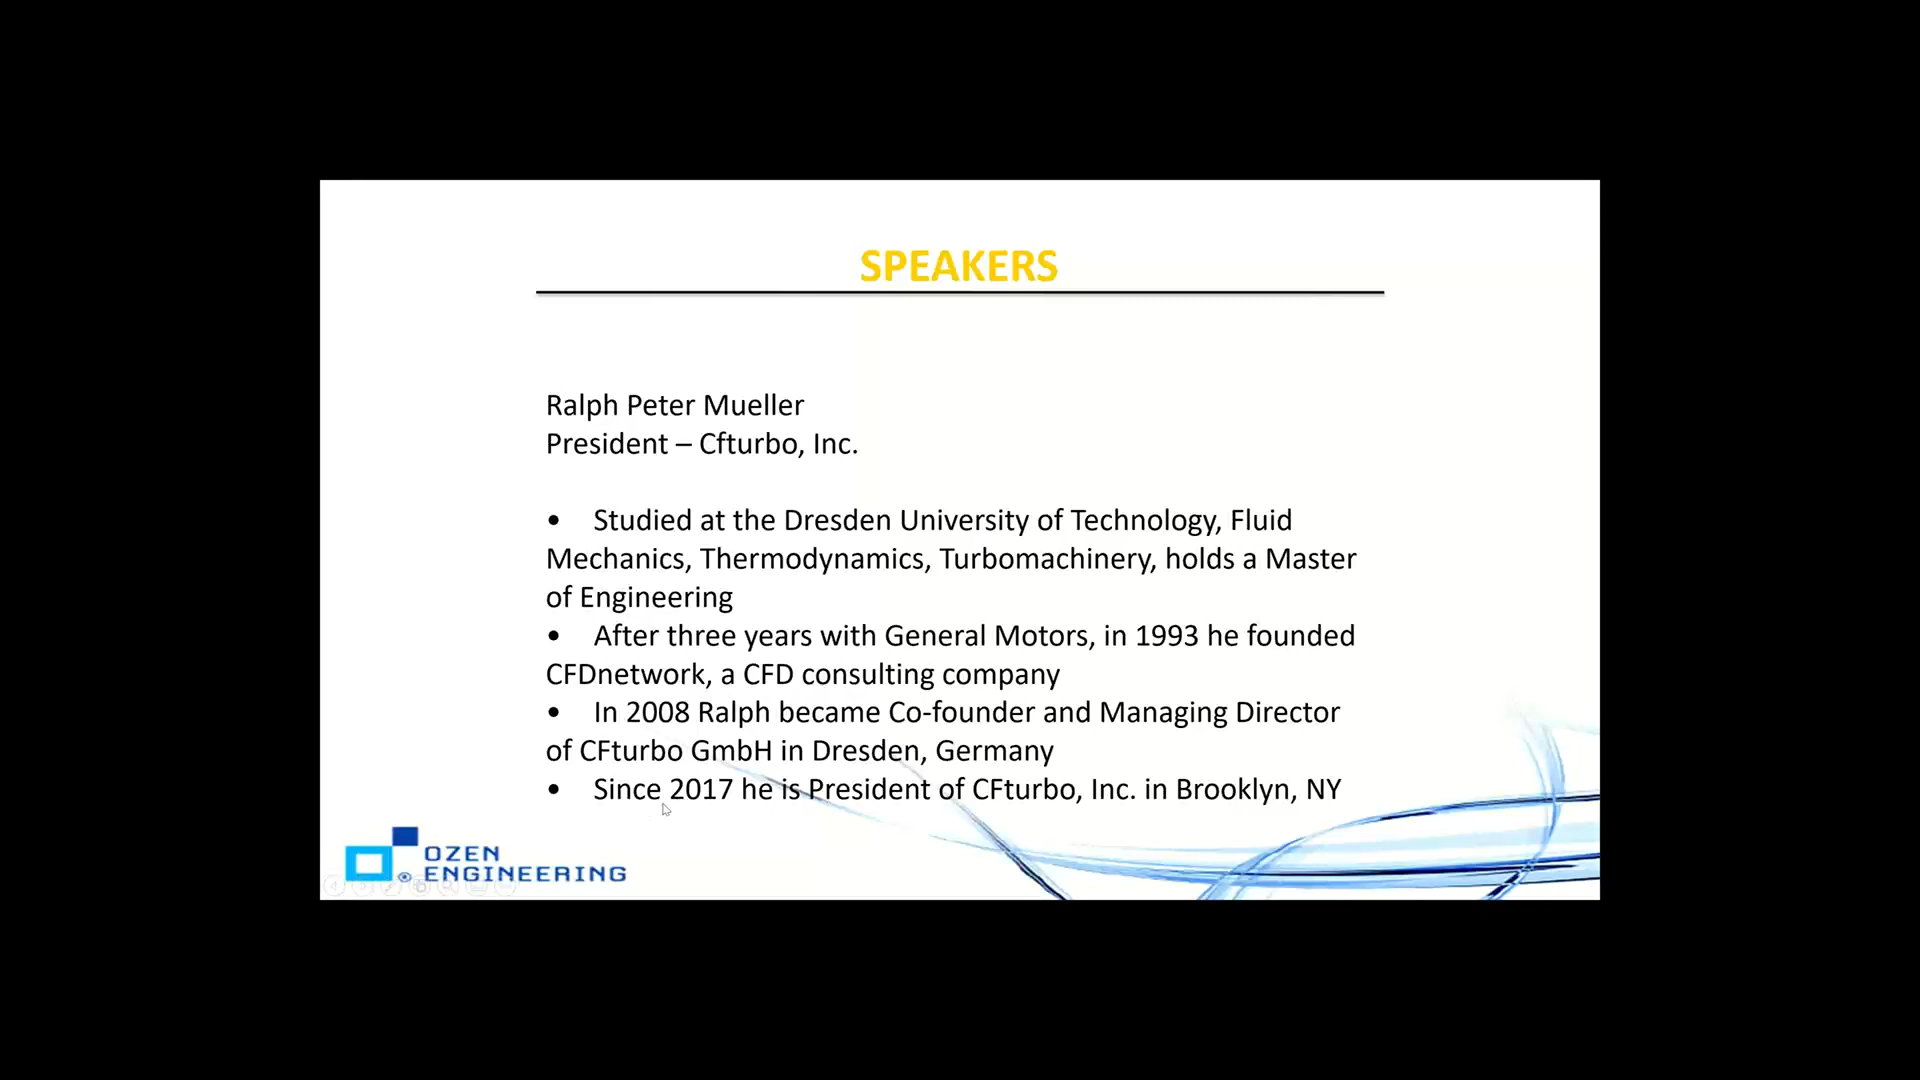 SPEAKERS
Ralph Peter Mueller
President – Cfturbo, Inc.
• Studied at the Dresden University of Technology, Fluid
Mechanics, Thermodynamics, Turbomachinery, holds a Master
of Engineering
• After three years with General Motors, in 1993 he founded
CFDnetwork, a CFD consulting company
• In 2008 Ralph became Co-founder and Managing Director
of CFturbo GmbH in Dresden, Germany
• Since 2017 he is President of CFturbo, Inc. in Brooklyn, NY
OZEN
ENGINEERING